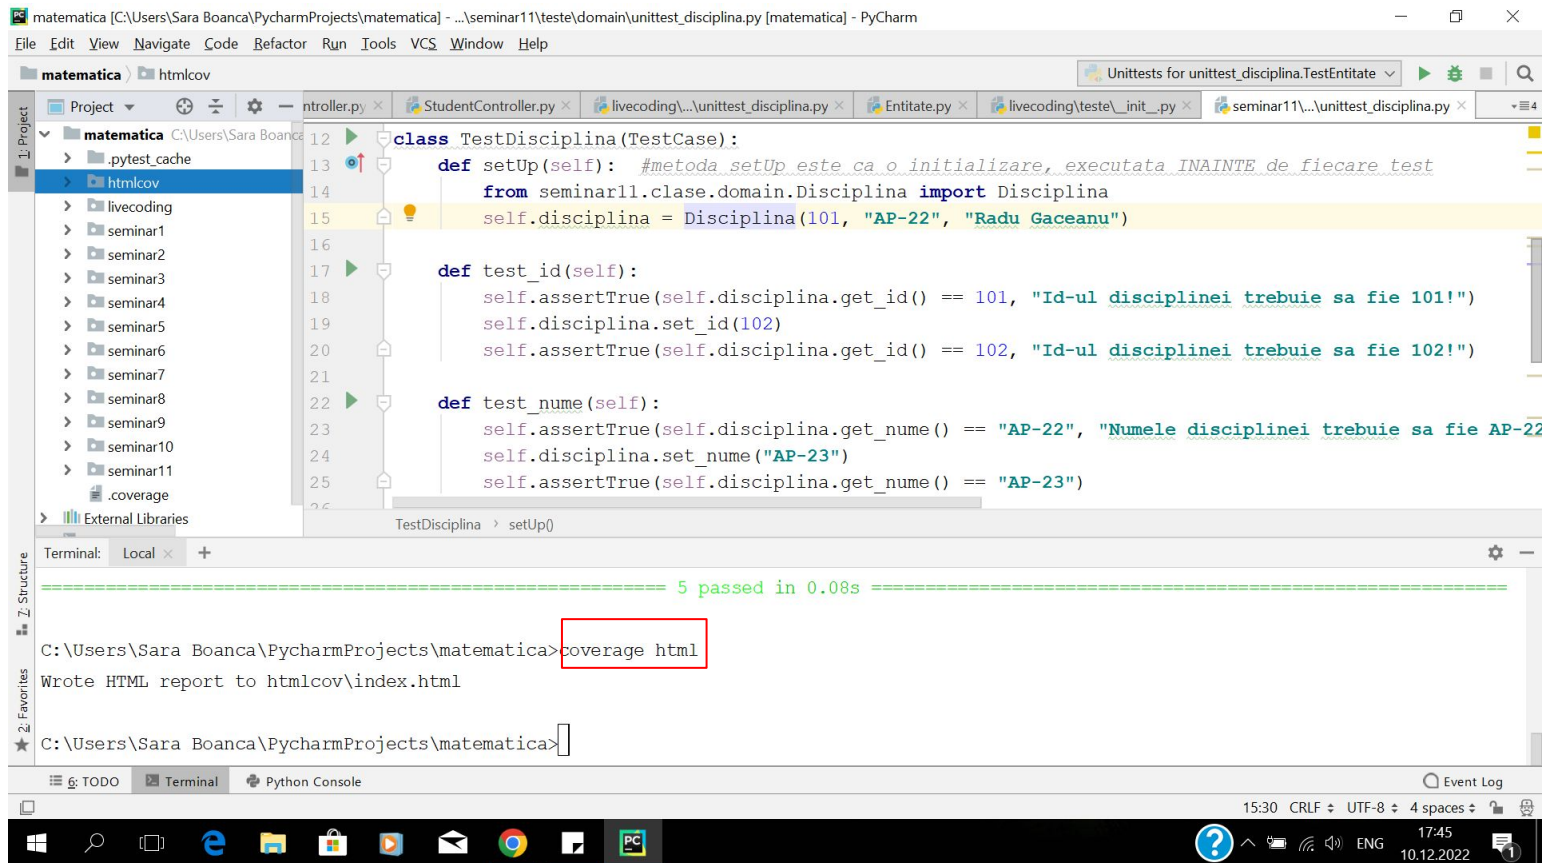 matematica [C:\Users\Sara Boanca\PycharmProjects\matematica] - ...\seminar11\teste\domain\unittest_disciplina.py [matematica] - PyCharm
File Edit View Navigate Code Refactor Run Tools VCS Window Help
matematica htmlcov Unittests for unittest_disciplina.TestEntitate
1: Project
Project ntroller.py StudentController.py livecoding\...\unittest_disciplina.py Entitate.py livecoding\teste\__init__.py seminar11\...\unittest_disciplina.py 4
matematica C:\Users\Sara Boanca
.pytest_cache
htmlcov
livecoding
seminar1
seminar2
seminar3
seminar4
seminar5
seminar6
seminar7
seminar8
seminar9
seminar10
seminar11
.coverage
External Libraries
12 class TestDisciplina(TestCase):
13 def setUp(self): #metoda setUp este ca o initializare, executata INAINTE de fiecare test
14 from seminar11.clase.domain.Disciplina import Disciplina
15 self.disciplina = Disciplina(101, "AP-22", "Radu Gaceanu")
16
17 def test_id(self):
18 self.assertTrue(self.disciplina.get_id() == 101, "Id-ul disciplinei trebuie sa fie 101!")
19 self.disciplina.set_id(102)
20 self.assertTrue(self.disciplina.get_id() == 102, "Id-ul disciplinei trebuie sa fie 102!")
21
22 def test_nume(self):
23 self.assertTrue(self.disciplina.get_nume() == "AP-22", "Numele disciplinei trebuie sa fie AP-22
24 self.disciplina.set_nume("AP-23")
25 self.assertTrue(self.disciplina.get_nume() == "AP-23")
TestDisciplina setUp()
Terminal: Local +
7: Structure
2: Favorites
===== 5 passed in 0.08s =====
C:\Users\Sara Boanca\PycharmProjects\matematica>coverage html
Wrote HTML report to htmlcov\index.html
C:\Users\Sara Boanca\PycharmProjects\matematica>
6: TODO Terminal Python Console Event Log
15:30 CRLF UTF-8 4 spaces
ENG 17:45
10.12.2022
1